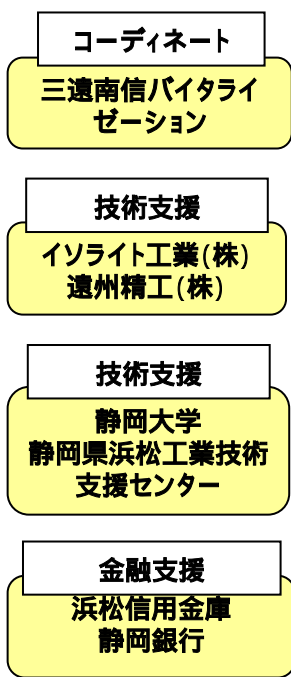 コーディネート
三遠南信バイタライ
ゼーション
技術支援
イソライト工業(株)
遠州精工(株)
技術支援
静岡大学
静岡県浜松工業技術
支援センター
金融支援
浜松信用金庫
静岡銀行